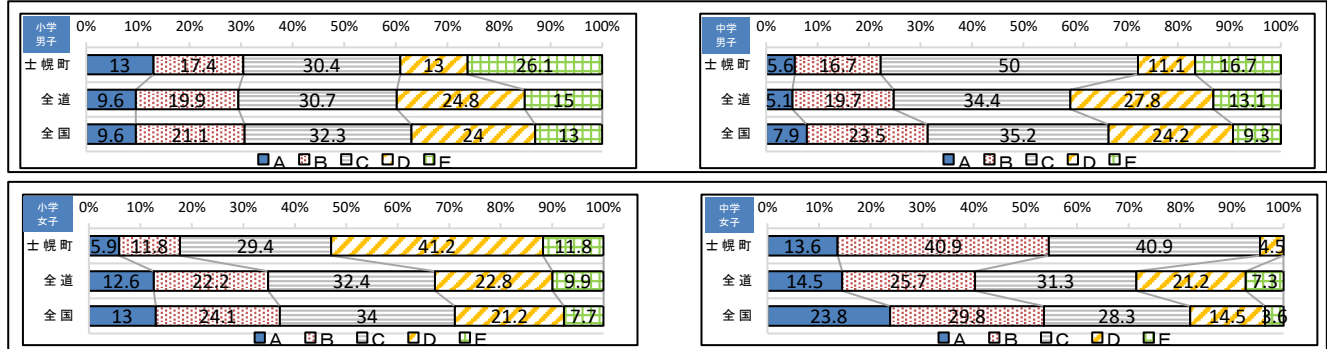 小学
男子
0% 10% 20% 30% 40% 50% 60% 70% 80% 90% 100%
士幌町 13 17.4 30.4 13 26.1
全道 9.6 19.9 30.7 24.8 15
全国 9.6 21.1 32.3 24 13
A B C D E
中学
男子
0% 10% 20% 30% 40% 50% 60% 70% 80% 90% 100%
士幌町 5.6 16.7 50 11.1 16.7
全道 5.1 19.7 34.4 27.8 13.1
全国 7.9 23.5 35.2 24.2 9.3
A B C D E
小学
女子
0% 10% 20% 30% 40% 50% 60% 70% 80% 90% 100%
士幌町 5.9 11.8 29.4 41.2 11.8
全道 12.6 22.2 32.4 22.8 9.9
全国 13 24.1 34 21.2 7.7
A B C D E
中学
女子
0% 10% 20% 30% 40% 50% 60% 70% 80% 90% 100%
士幌町 13.6 40.9 40.9 4.5
全道 14.5 25.7 31.3 21.2 7.3
全国 23.8 29.8 28.3 14.5 3.6
A B C D E